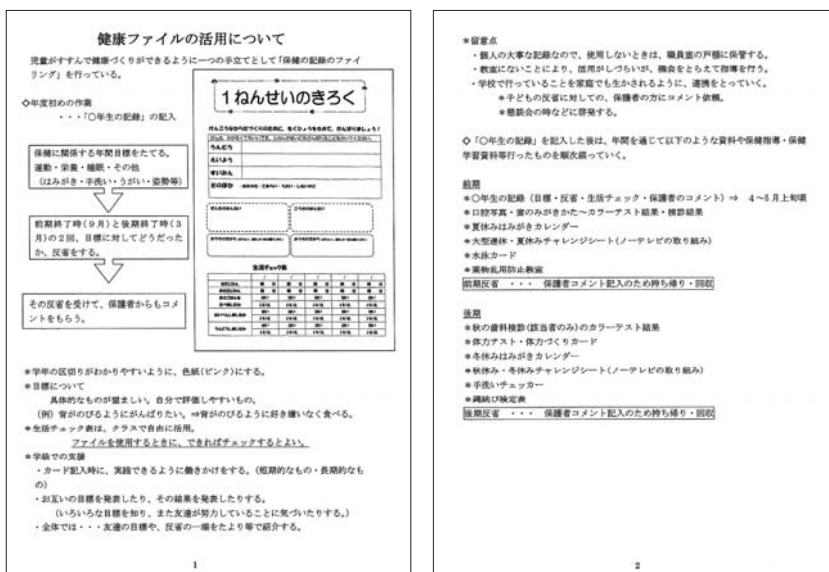 健康ファイルの活用について
児童がすすんで健康づくりができるように一つの手立てとして「保健の記録のファイ
リング」を行っている。
◇年度初めの作業
・・・「〇年生の記録」の記入
保健に関係する年間目標をたてる。
運動・栄養・睡眠・その他
(はみがき・手洗い・うがい・姿勢等)
前期終了時(9月)と後期終了時(3
月)の2回、目標に対してどうだった
か、反省をする。
その反省を受けて、保護者からもコメ
ントをもらう。
1ねんせいのきろく
うんどう
えいよう
すいみん
そのほか
生活チェック表
*学年の区切りがわかりやすいように、色紙(ピンク)にする。
*目標について
具体的なものが望ましい。自分で評価しやすいもの。
(例)背がのびるようにがんばりたい。⇒背がのびるように好き嫌いなく食べる。
*生活チェック表は、クラスで自由に活用。
ファイルを使用するときに、できればチェックするとよい。
*学級での支援
・カード記入時に、実践できるように働きかけをする。(短期的なもの・長期的なも
の)
・お互いの目標を発表したり、その結果を発表したりする。
(いろいろな目標を知り、また友達が努力していることに気づいたりする。)
・全体では・・・友達の目標や、反省の一端をたより等で紹介する。
1
*留意点
・個人の大事な記録なので、使用しないときは、職員室の戸棚に保管する。
・教室にないことにより、活用がしづらいが、機会をとらえて指導を行う。
・学校で行っていることを家庭でも生かされるように、連携をとっていく。
*子どもの反省に対しての、保護者の方にコメント依頼。
*懇談会の時などに啓発する。
◇「〇年生の記録」を記入した後は、年間を通じて以下のような資料や保健指導・保健
学習資料等行ったものを順次綴っていく。
前期
*〇年生の記録(目標・反省・生活チェック・保護者のコメント)⇒ 4〜5月上旬頃
*口腔写真・歯のみがきかた〜カラーテスト結果・検診結果
*夏休みはみがきカレンダー
*大型連休・夏休みチャレンジシート(ノーテレビの取り組み)
*水泳カード
*薬物乱用防止教室
前期反省 ・・・ 保護者コメント記入のため持ち帰り・回収
後期
*秋の歯科検診(該当者のみ)のカラーテスト結果
*体力テスト・体力づくりカード
*冬休みはみがきカレンダー
*秋休み・冬休みチャレンジシート(ノーテレビの取り組み)
*手洗いチェッカー
*縄跳び検定表
後期反省 ・・・ 保護者コメント記入のため持ち帰り・回収
2